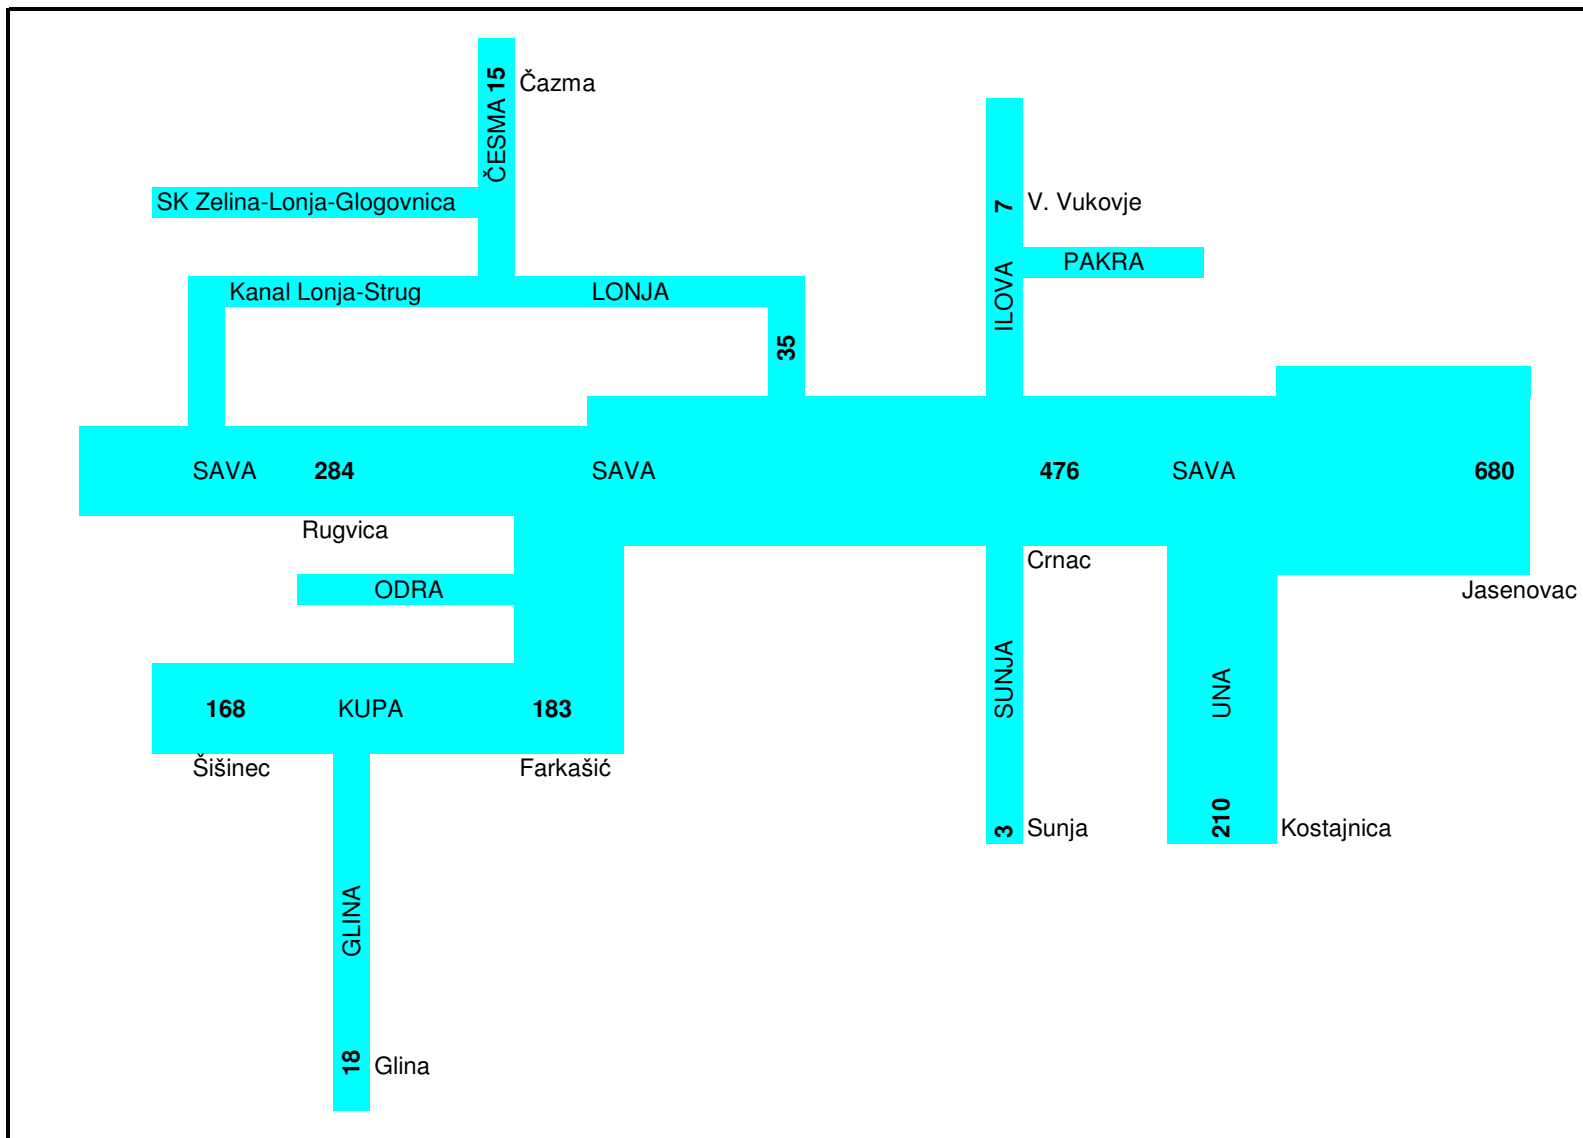 ČESMA 15
Čazma
SK Zelina-Lonja-Glogovnica
7
V. Vukovje
ILOVA
PAKRA
Kanal Lonja-Strug
LONJA
35
SAVA
284
SAVA
476
SAVA
680
Rugvica
Crnac
ODRA
Jasenovac
SUNJA
UNA
168
KUPA
183
Šišinec
Farkašić
3
Sunja
210
Kostajnica
GLINA
18
Glina